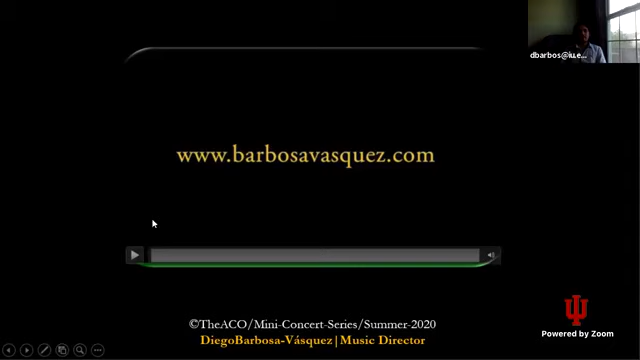 dbarbos@iu.e...
www.barbosavasquez.com
©TheACO/Mini-Concert-Series/Summer-2020
DiegoBarbosa-Vásquez|Music Director
Powered by Zoom